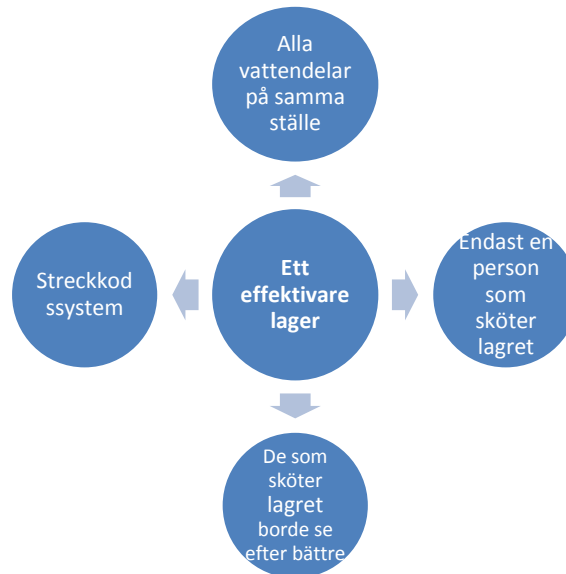 Alla
vattendelar
på samma
ställe
Streckkod
ssystem
Ett
effektivare
lager
Endast en
person
som
sköter
lagret
De som
sköter
lagret
borde se
efter bättre